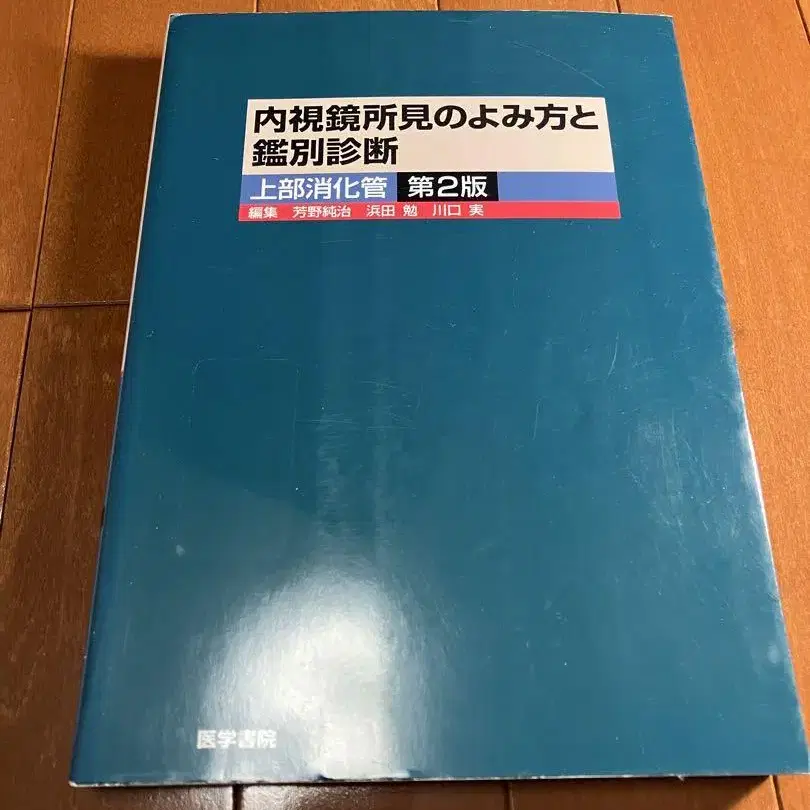 内視鏡所見のよみ方と
鑑別診断
上部消化管 第2版
編集 芳野純治 浜田 勉 川口 実
医学書院